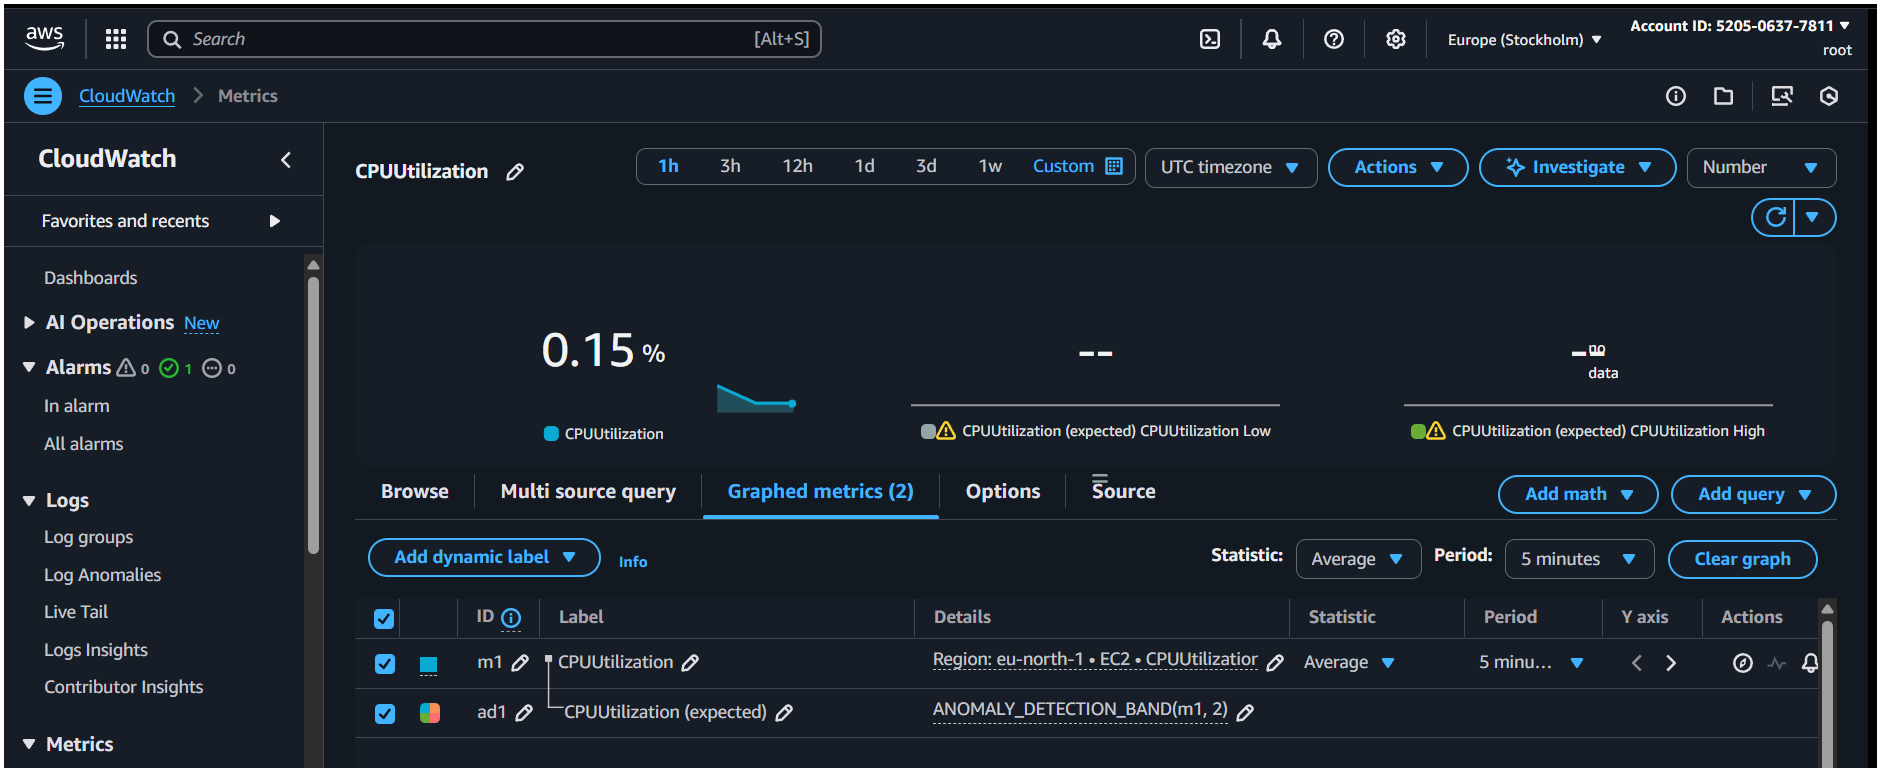 aws
Search [Alt+S]
Europe (Stockholm)
Account ID: 5205-0637-7811
root
CloudWatch > Metrics
CloudWatch
Favorites and recents
Dashboards
AI Operations New
Alarms 0 1 0
In alarm
All alarms
Logs
Log groups
Log Anomalies
Live Tail
Logs Insights
Contributor Insights
Metrics
CPUUtilization
1h 3h 12h 1d 3d 1w Custom
UTC timezone
Actions
Investigate
Number
0.15 %
CPUUtilization
--
CPUUtilization (expected) CPUUtilization Low
--
no
data
CPUUtilization (expected) CPUUtilization High
Browse Multi source query Graphed metrics (2) Options Source
Add math Add query
Add dynamic label Info
Statistic: Average Period: 5 minutes Clear graph
ID Label Details Statistic Period Y axis Actions
m1 CPUUtilization Region: eu-north-1 • EC2 • CPUUtilization Average 5 minu...
ad1 CPUUtilization (expected) ANOMALY_DETECTION_BAND(m1, 2)